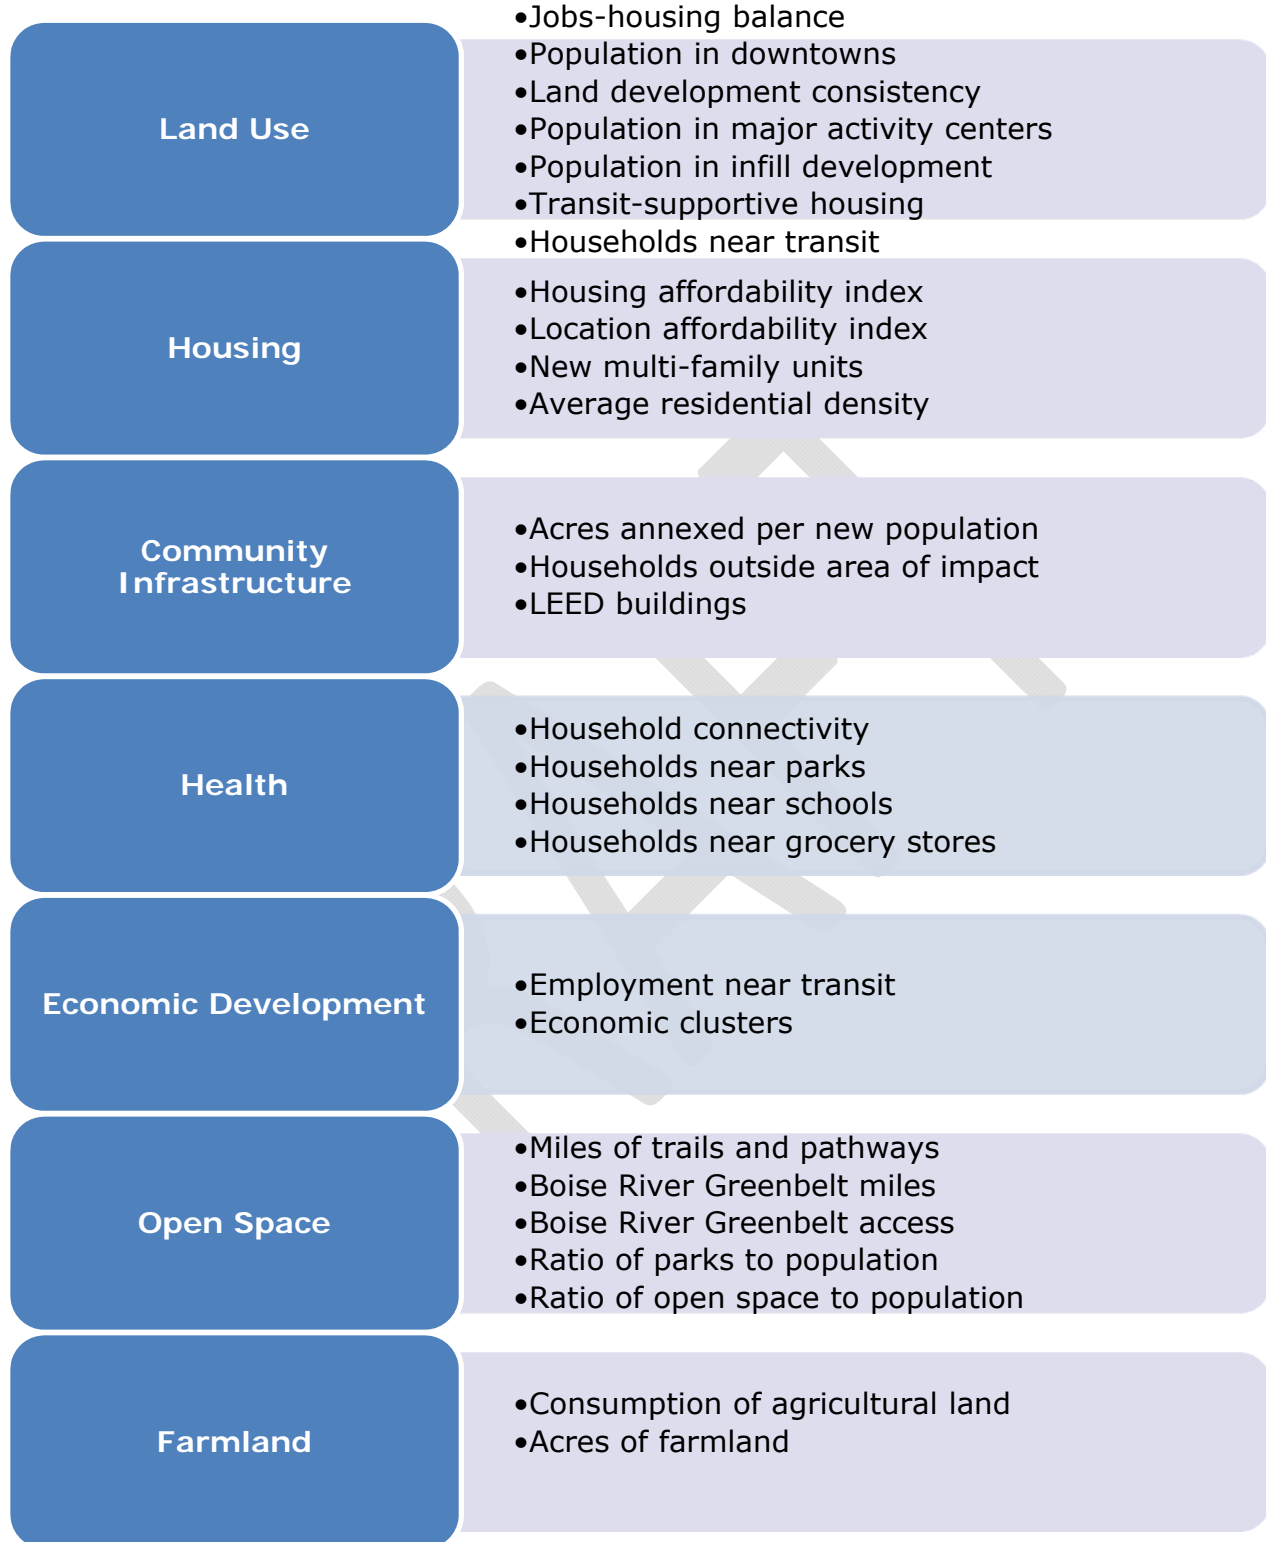 Land Use
•Jobs-housing balance
•Population in downtowns
•Land development consistency
•Population in major activity centers
•Population in infill development
•Transit-supportive housing
•Households near transit
Housing
•Housing affordability index
•Location affordability index
•New multi-family units
•Average residential density
Community
Infrastructure
•Acres annexed per new population
•Households outside area of impact
•LEED buildings
Health
•Household connectivity
•Households near parks
•Households near schools
•Households near grocery stores
Economic Development
•Employment near transit
•Economic clusters
Open Space
•Miles of trails and pathways
•Boise River Greenbelt miles
•Boise River Greenbelt access
•Ratio of parks to population
•Ratio of open space to population
Farmland
•Consumption of agricultural land
•Acres of farmland